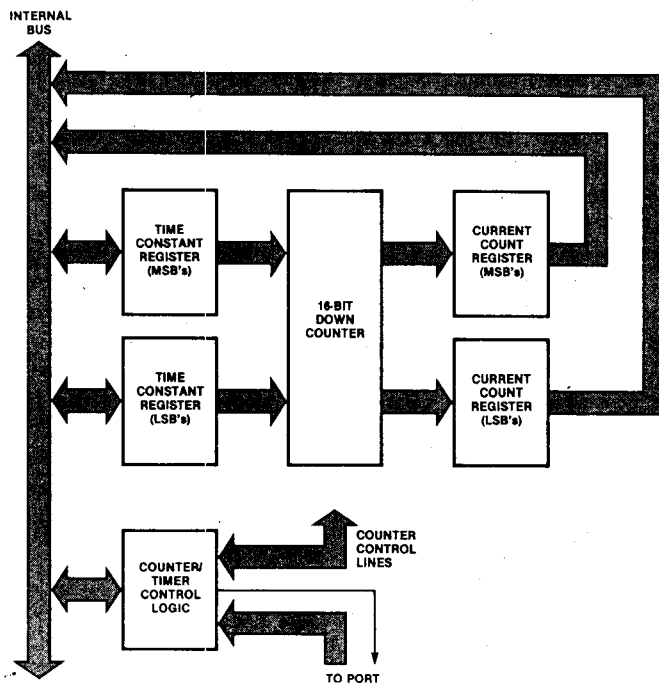 INTERNAL
BUS
TIME
CONSTANT
REGISTER
(MSB's)
16-BIT
DOWN
COUNTER
CURRENT
COUNT
REGISTER
(MSB's)
TIME
CONSTANT
REGISTER
(LSB's)
CURRENT
COUNT
REGISTER
(LSB's)
COUNTER/
TIMER
CONTROL
LOGIC
COUNTER
CONTROL
LINES
TO PORT